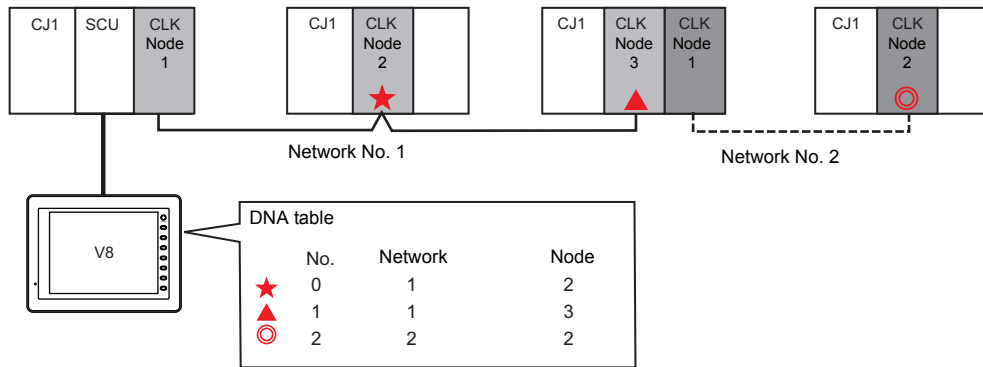 CJ1 SCU CLK
Node
1
CJ1 CLK
Node
2
CJ1 CLK CLK
Node Node
3 1
CJ1 CLK
Node
2
Network No. 1
Network No. 2
V8
DNA table
No. Network Node
0 1 2
1 1 3
2 2 2